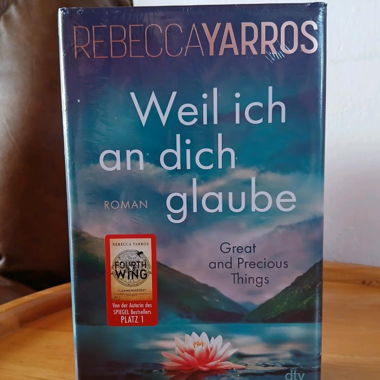 REBECCA YARROS
Weil ich
an dich
ROMAN glaube
Great
and Precious
Things
REBECCA YARROS
FOURTH
WING
Von der Autorin des
SPIEGEL Bestsellers
PLATZ 1
dtv